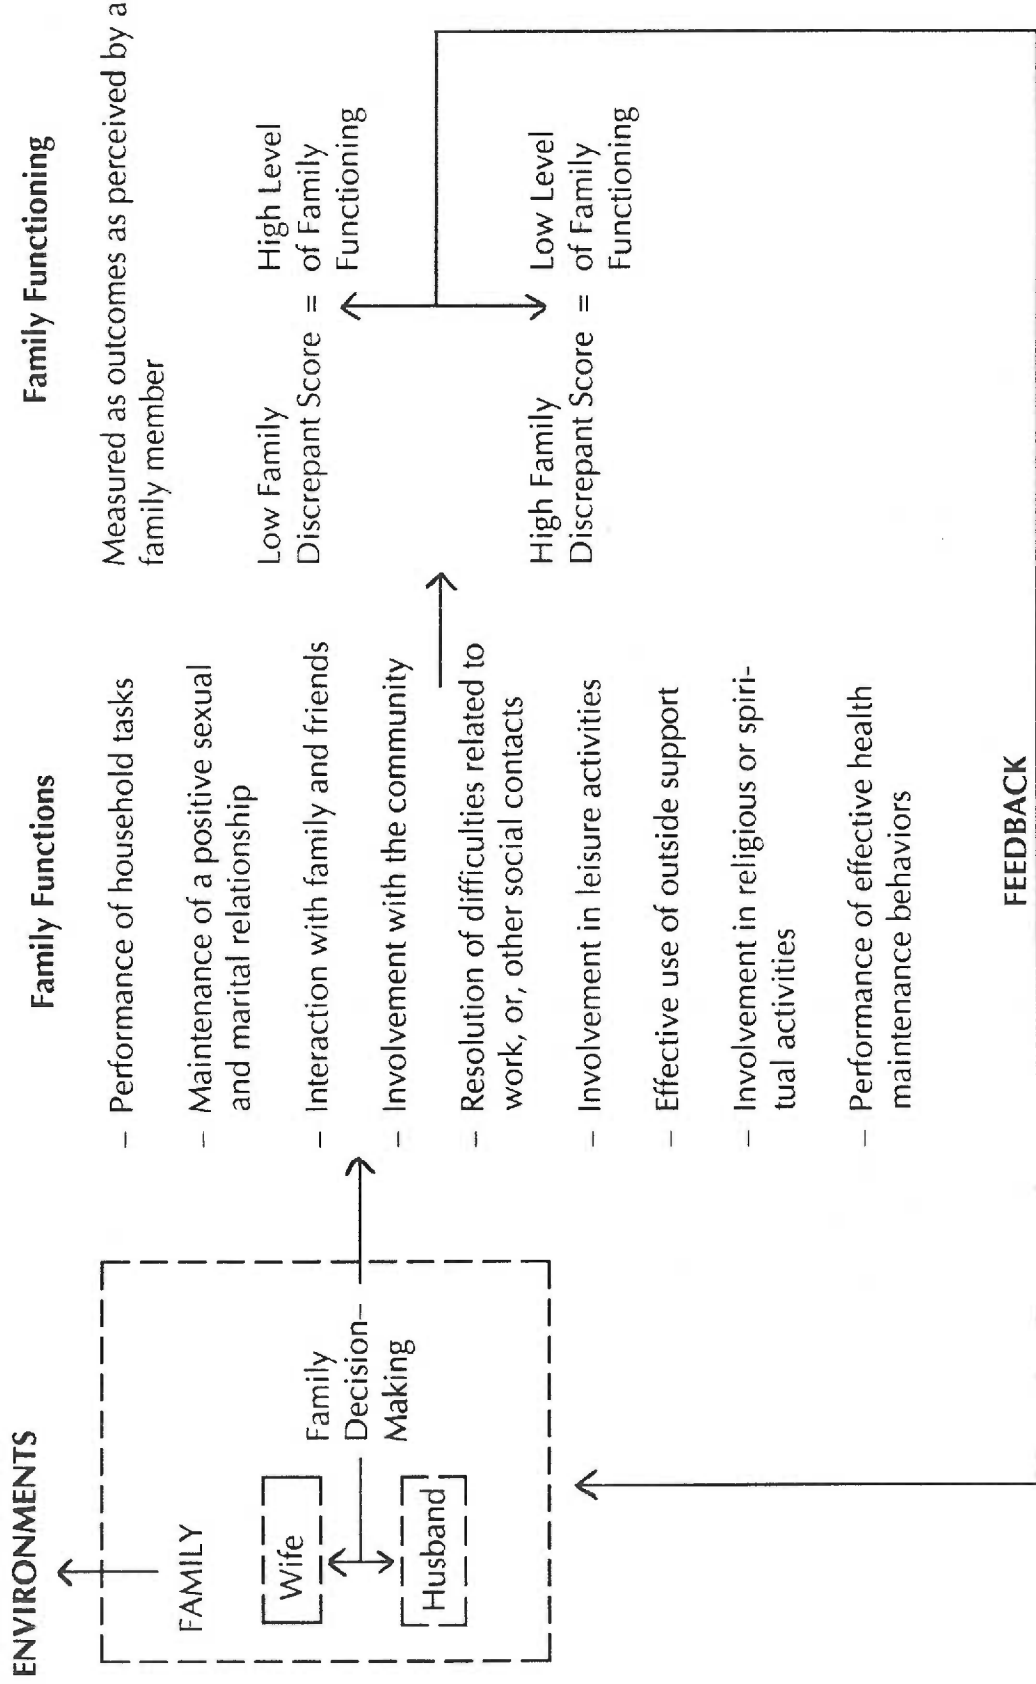 ENVIRONMENTS
FAMILY
Wife
Husband
Family
Decision-
Making
Family Functions
– Performance of household tasks
– Maintenance of a positive sexual
and marital relationship
– Interaction with family and friends
– Involvement with the community
– Resolution of difficulties related to
work, or, other social contacts
– Involvement in leisure activities
– Effective use of outside support
– Involvement in religious or spiri-
tual activities
– Performance of effective health
maintenance behaviors
Family Functioning
Measured as outcomes as perceived by a
family member
Low Family
Discrepant Score = of Family
High Level
Functioning
High Family
Discrepant Score = of Family
Low Level
Functioning
FEEDBACK